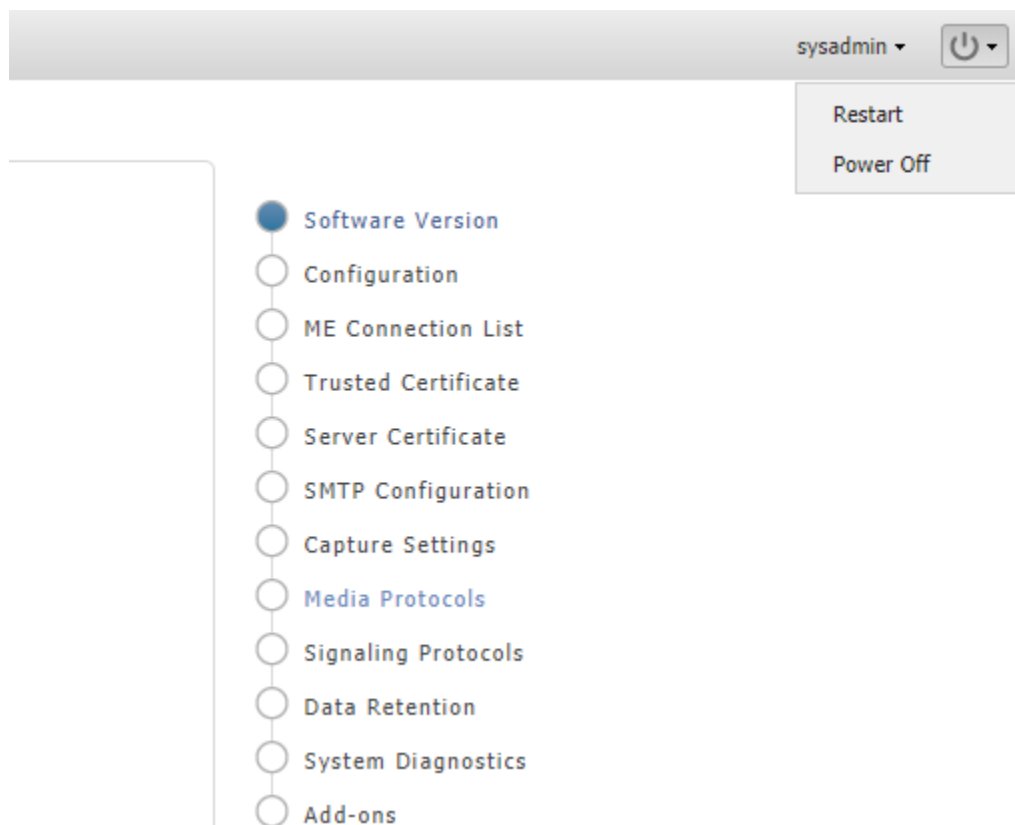 sysadmin
Restart
Power Off
Software Version
Configuration
ME Connection List
Trusted Certificate
Server Certificate
SMTP Configuration
Capture Settings
Media Protocols
Signaling Protocols
Data Retention
System Diagnostics
Add-ons